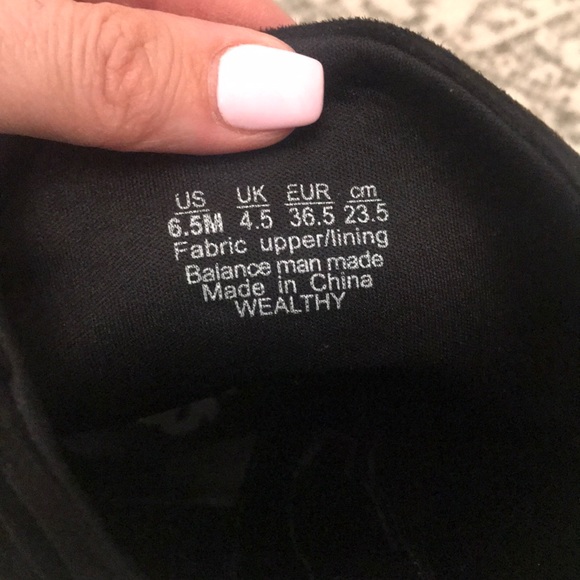 US UK EUR cm
6.5M 4.5 36.5 23.5
Fabric upper/lining
Balance man made
Made in China
WEALTHY